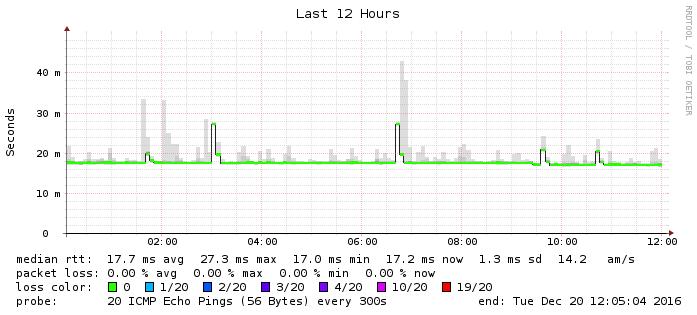 Last 12 Hours
RRDTOOL / TOBI OETIKER
Seconds
40 m
30 m
20 m
10 m
0
02:00 04:00 06:00 08:00 10:00 12:00
median rtt: 17.7 ms avg 27.3 ms max 17.0 ms min 17.2 ms now 1.3 ms sd 14.2 am/s
packet loss: 0.00 % avg 0.00 % max 0.00 % min 0.00 % now
loss color: 0 1/20 2/20 3/20 4/20 10/20 19/20
probe: 20 ICMP Echo Pings (56 Bytes) every 300s end: Tue Dec 20 12:05:04 2016